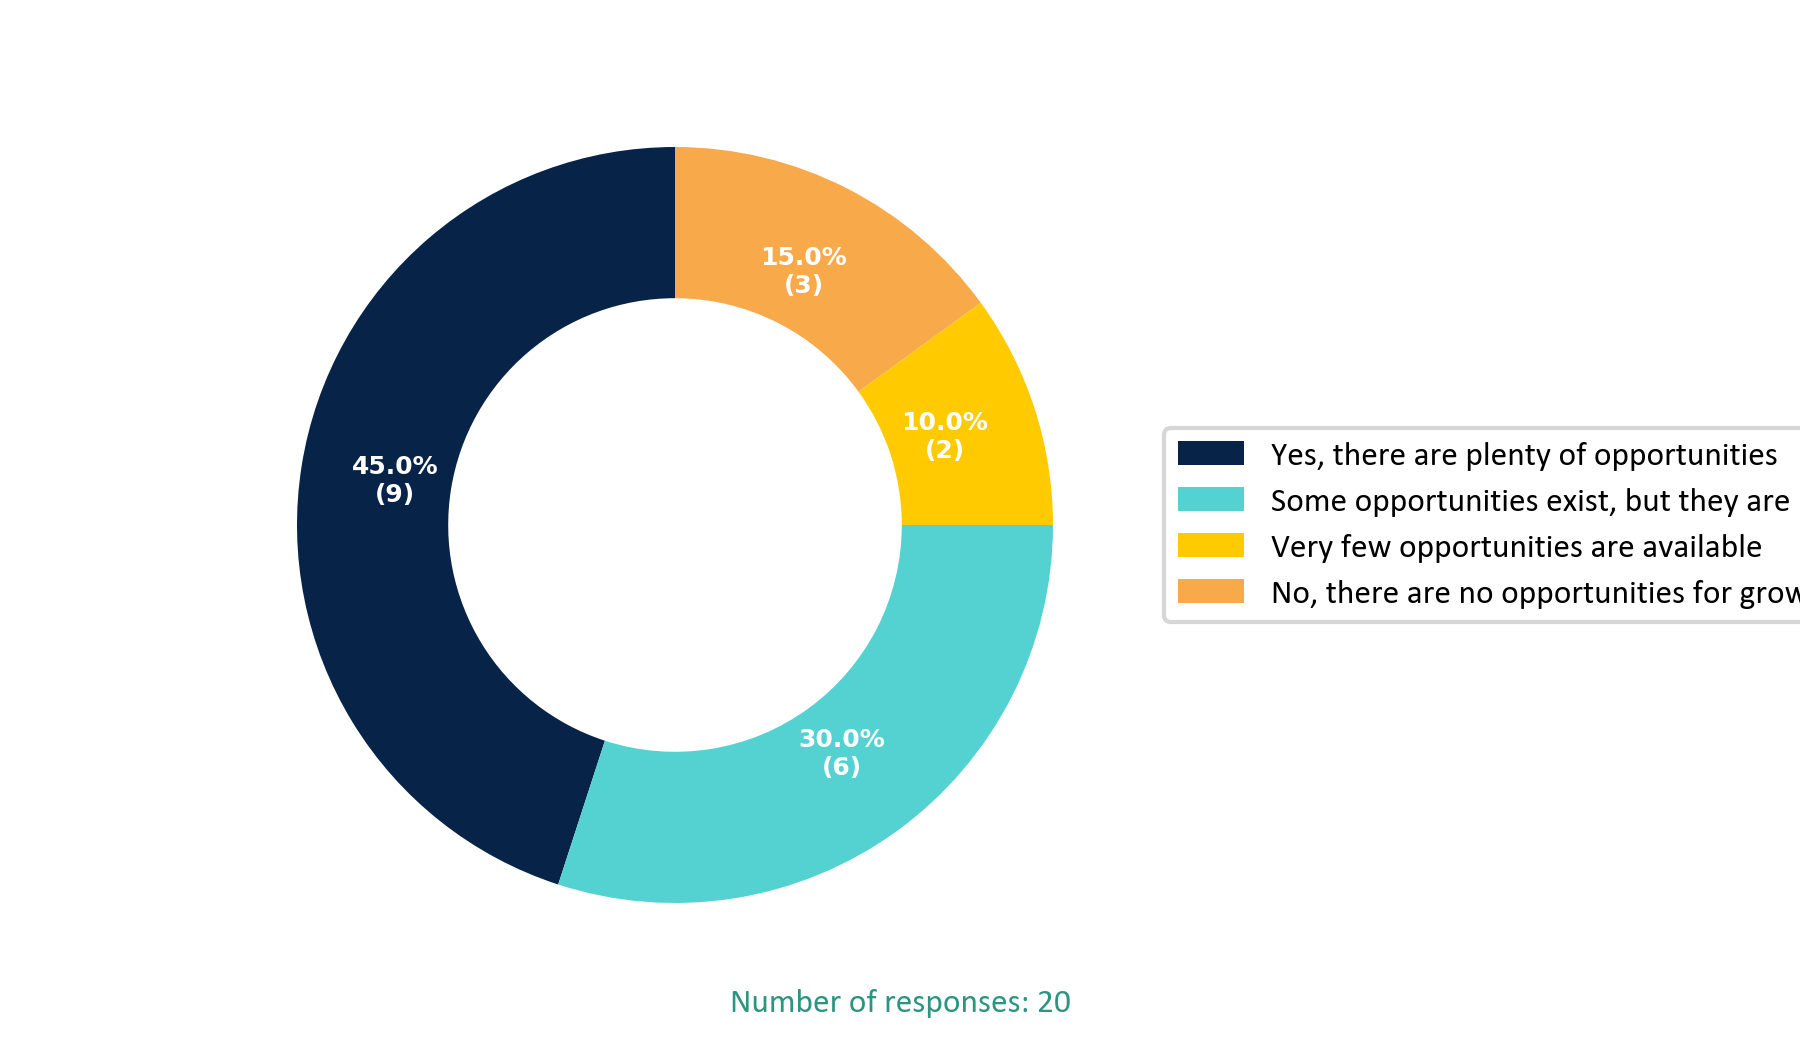 15.0%
(3)
10.0%
(2)
45.0%
(9)
30.0%
(6)
Yes, there are plenty of opportunities
Some opportunities exist, but they are
Very few opportunities are available
No, there are no opportunities for
Number of responses: 20